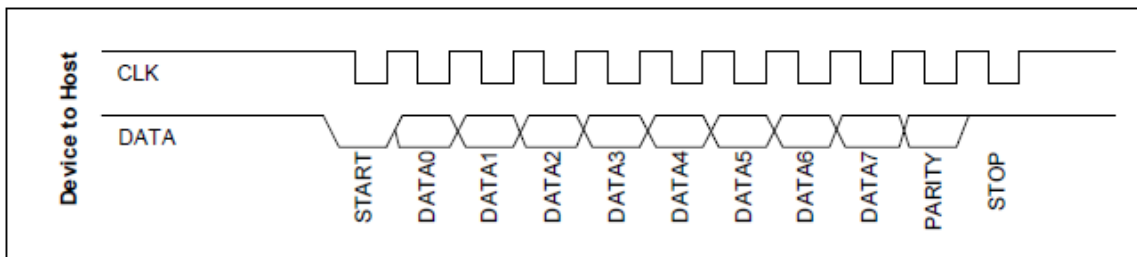 Device to Host
CLK
DATA
START
DATA0
DATA1
DATA2
DATA3
DATA4
DATA5
DATA6
DATA7
PARITY
STOP